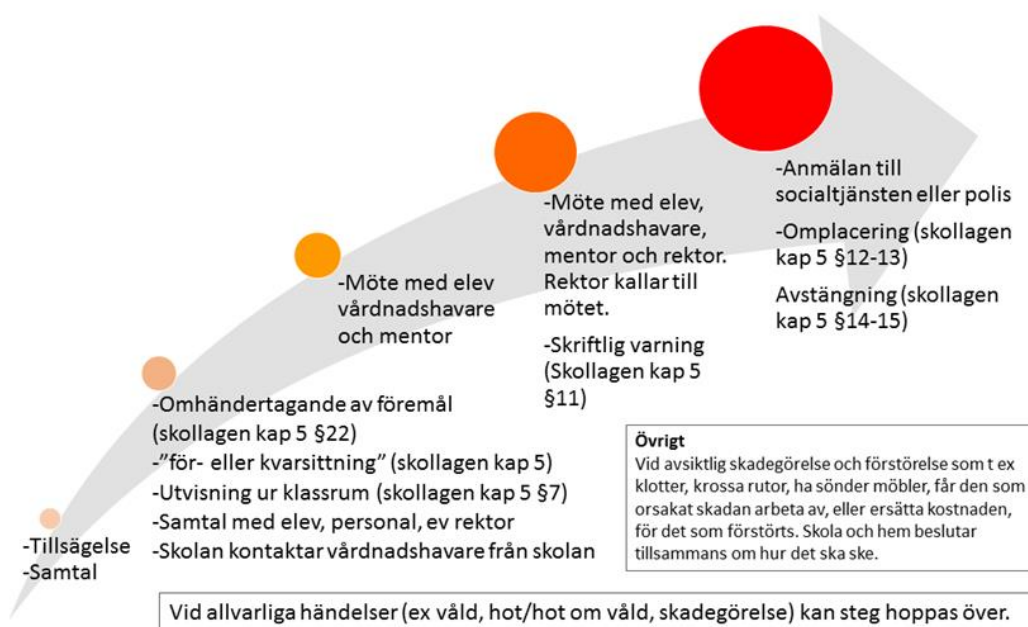 -Tillsägelse
-Samtal
-Omhändertagande av föremål
(skollagen kap 5 §22)
-”för- eller kvarsittning” (skollagen kap 5)
-Utvisning ur klassrum (skollagen kap 5 §7)
-Samtal med elev, personal, ev rektor
-Skolan kontaktar vårdnadshavare från skolan
-Möte med elev
vårdnadshavare
och mentor
-Möte med elev,
vårdnadshavare,
mentor och rektor.
Rektor kallar till
mötet.
-Skriftlig varning
(Skollagen kap 5
§11)
-Anmälan till
socialtjänsten eller polis
-Omplacering (skollagen
kap 5 §12-13)
Avstängning (skollagen
kap 5 §14-15)
Övrigt
Vid avsiktlig skadegörelse och förstörelse som t ex
klotter, krossa rutor, ha sönder möbler, får den som
orsakat skadan arbeta av, eller ersätta kostnaden,
för det som förstörts. Skola och hem beslutar
tillsammans om hur det ska ske.
Vid allvarliga händelser (ex våld, hot/hot om våld, skadegörelse) kan steg hoppas över.